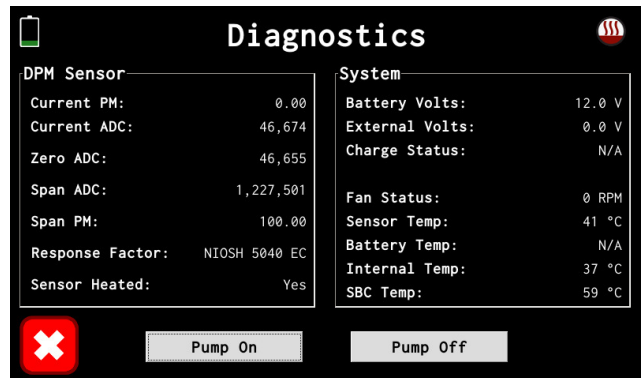 Diagnostics
DPM Sensor
Current PM: 0.00
Current ADC: 46,674
Zero ADC: 46,655
Span ADC: 1,227,501
Span PM: 100.00
Response Factor: NIOSH 5040 EC
Sensor Heated: Yes
System
Battery Volts: 12.0 V
External Volts: 0.0 V
Charge Status: N/A
Fan Status: 0 RPM
Sensor Temp: 41 °C
Battery Temp: N/A
Internal Temp: 37 °C
SBC Temp: 59 °C
Pump On
Pump Off